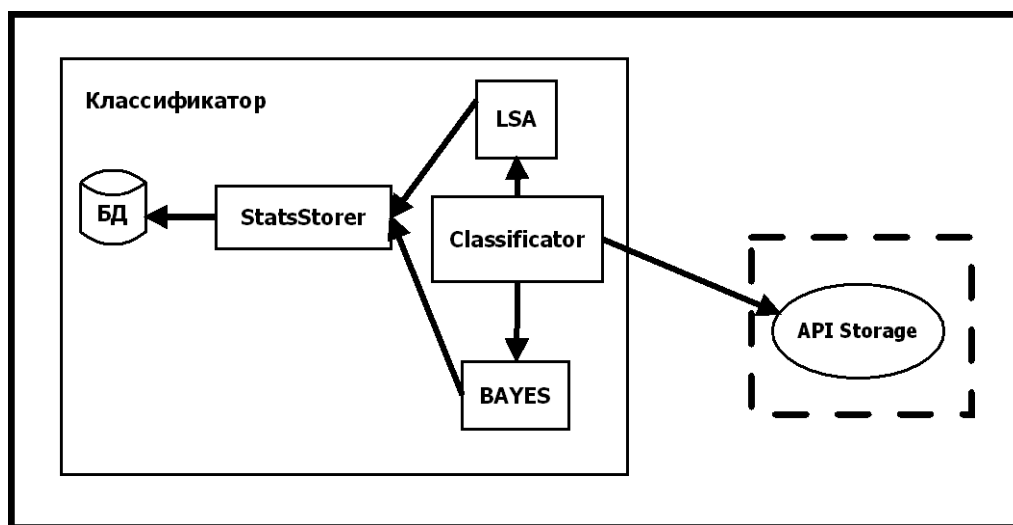 Классификатор
LSA
БД
StatsStorer
Classificator
API Storage
BAYES